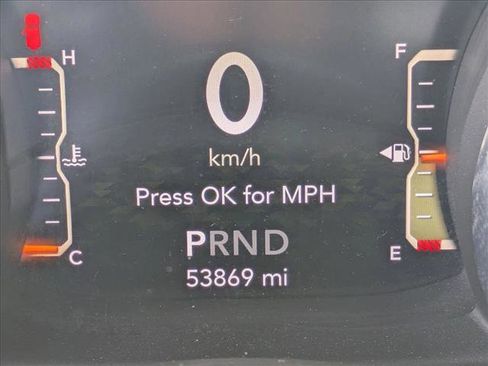 H
F
0
km/h
Press OK for MPH
C
E
PRND
53869 mi